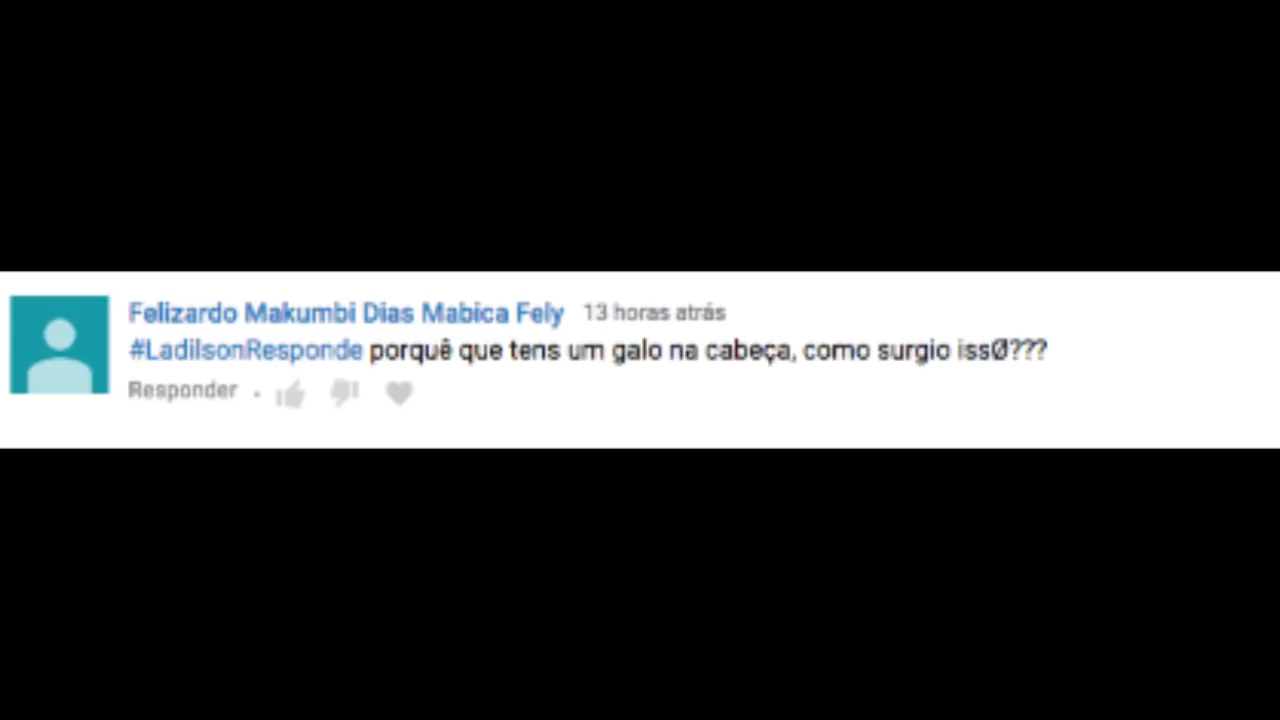 Felizardo Makumbi Dias Mabica Fely 13 horas atrás
#LadilsonResponde porquê que tens um galo na cabeça, como surgio issØ???
Responder